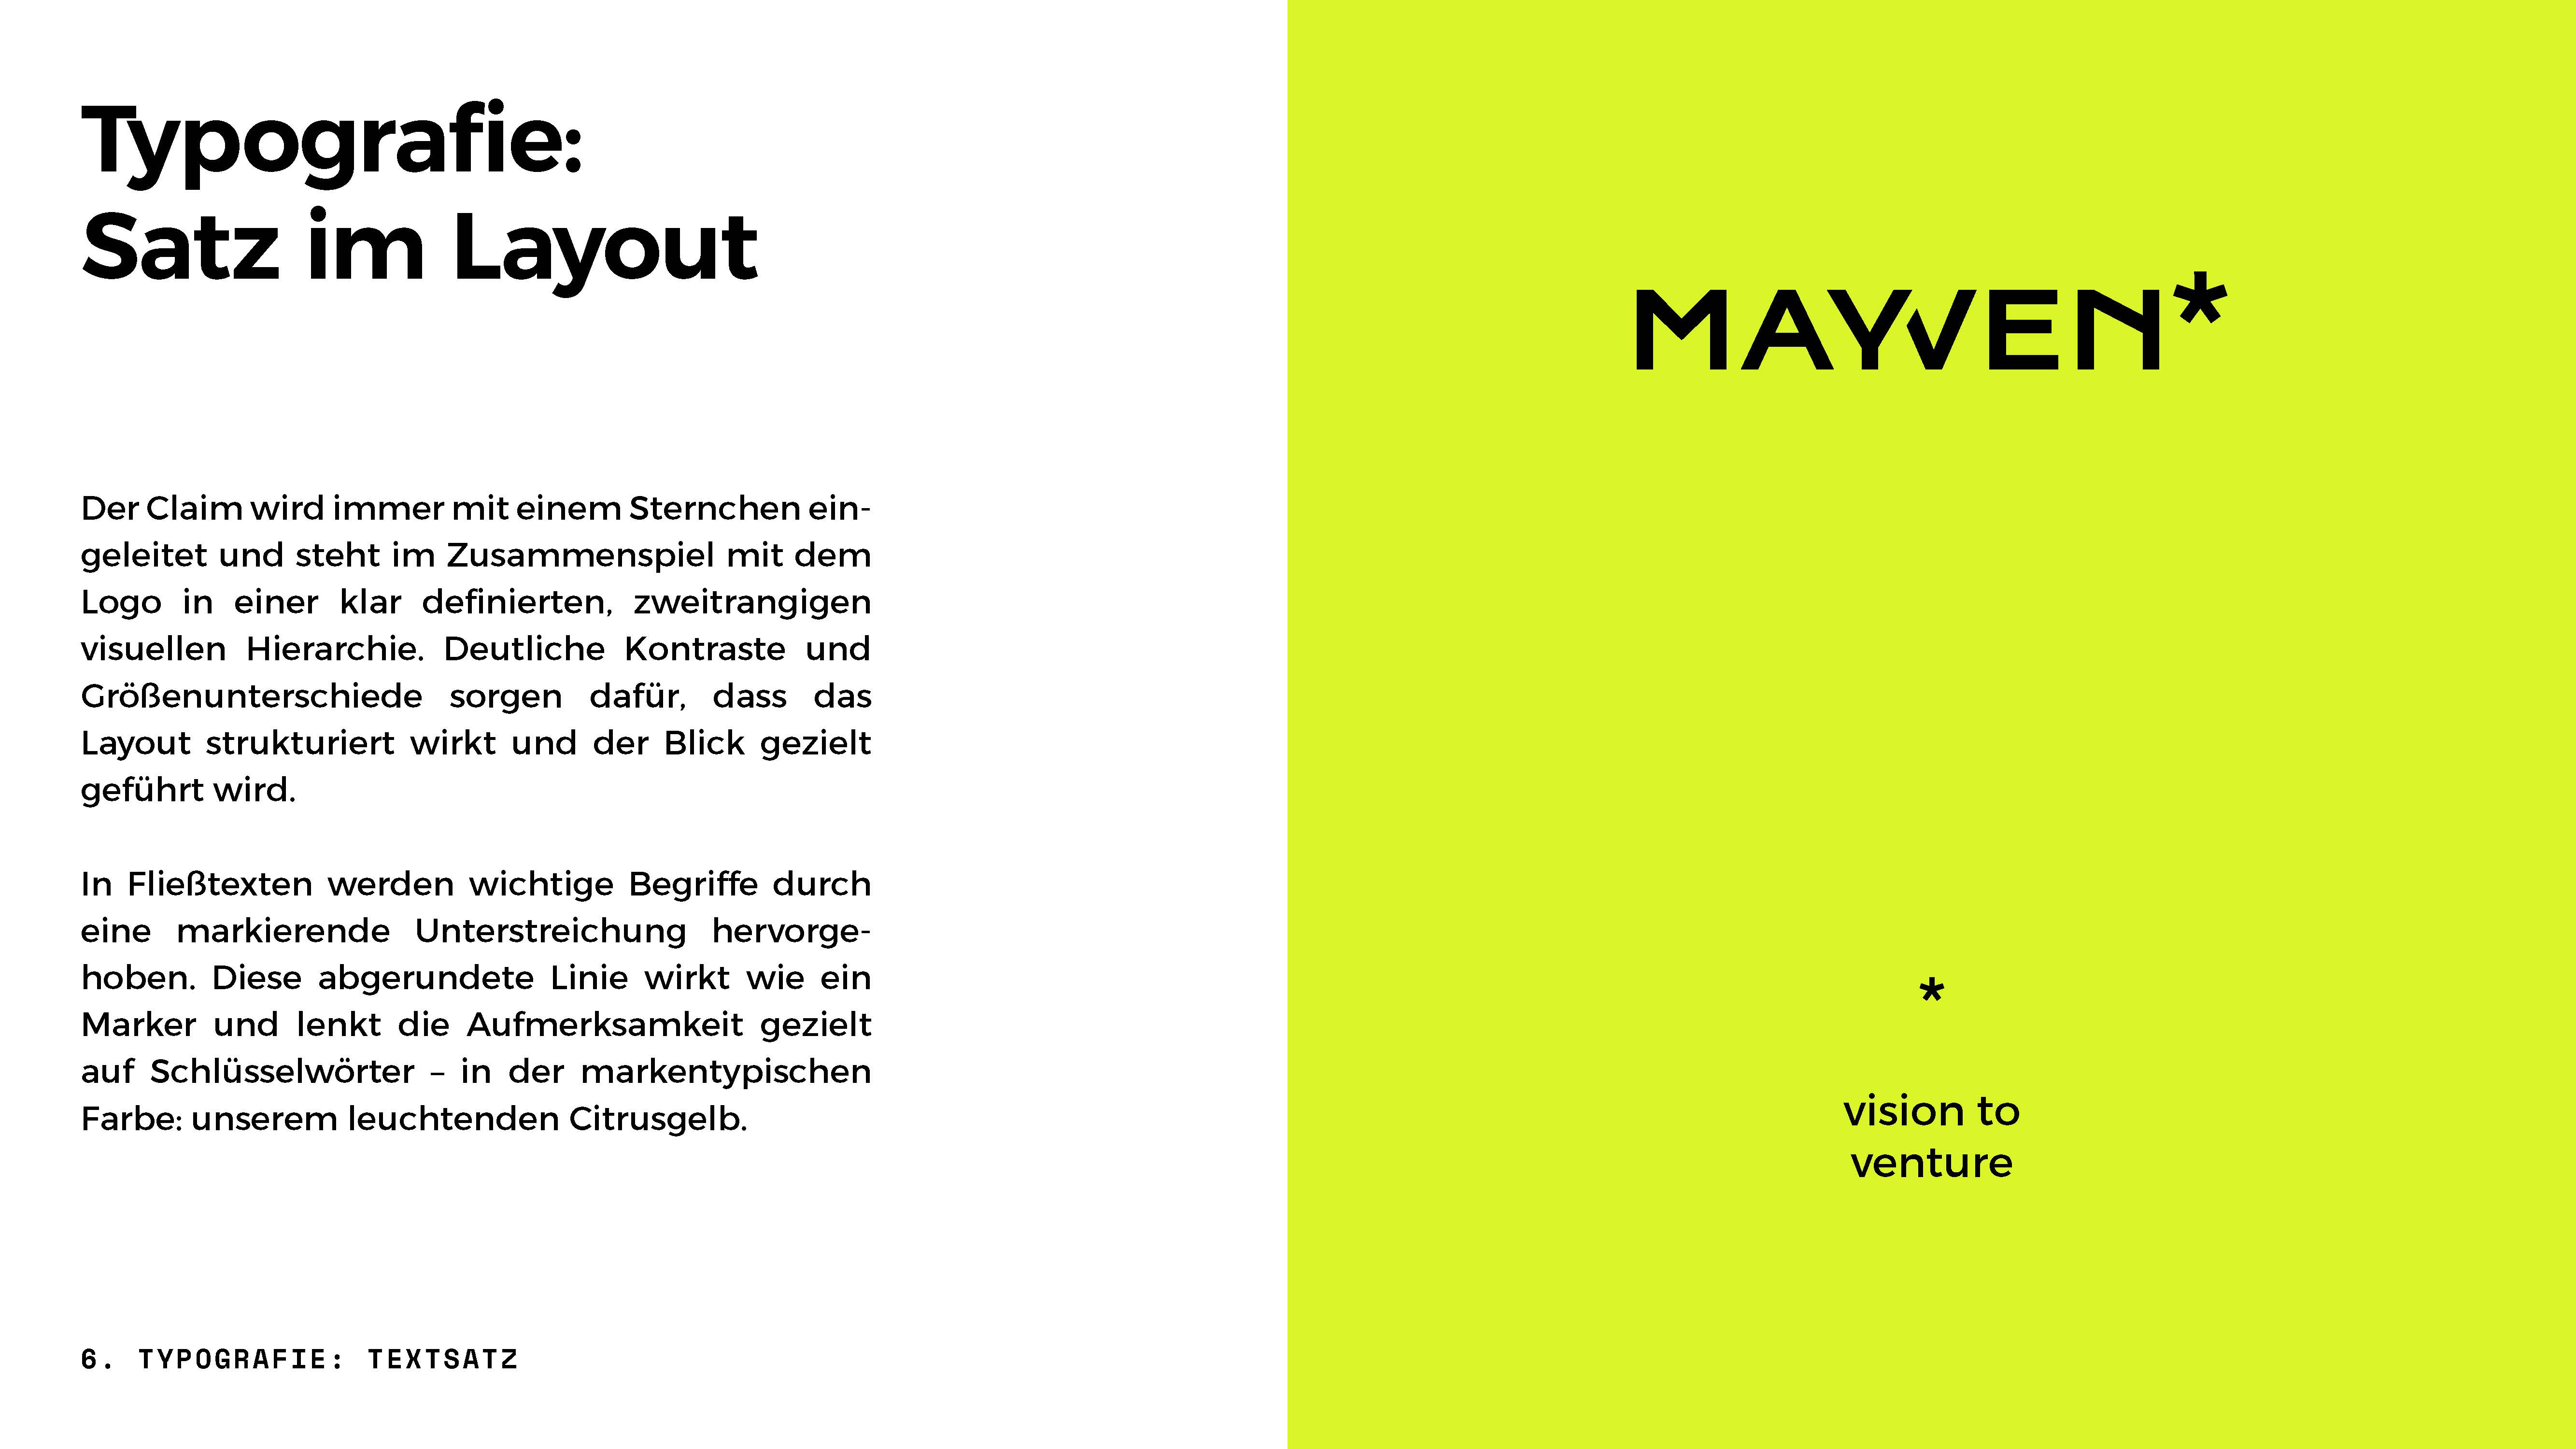 Typografie:
Satz im Layout
Der Claim wird immer mit einem Sternchen ein-
geleitet und steht im Zusammenspiel mit dem
Logo in einer klar definierten, zweitrangigen
visuellen Hierarchie. Deutliche Kontraste und
Größenunterschiede sorgen dafür, dass das
Layout strukturiert wirkt und der Blick gezielt
geführt wird.
In Fließtexten werden wichtige Begriffe durch
eine markierende Unterstreichung hervorge-
hoben. Diese abgerundete Linie wirkt wie ein
Marker und lenkt die Aufmerksamkeit gezielt
auf Schlüsselwörter – in der markentypischen
Farbe: unserem leuchtenden Citrusgelb.
6. TYPOGRAFIE: TEXTSATZ
MAYVEN*
*
vision to
venture